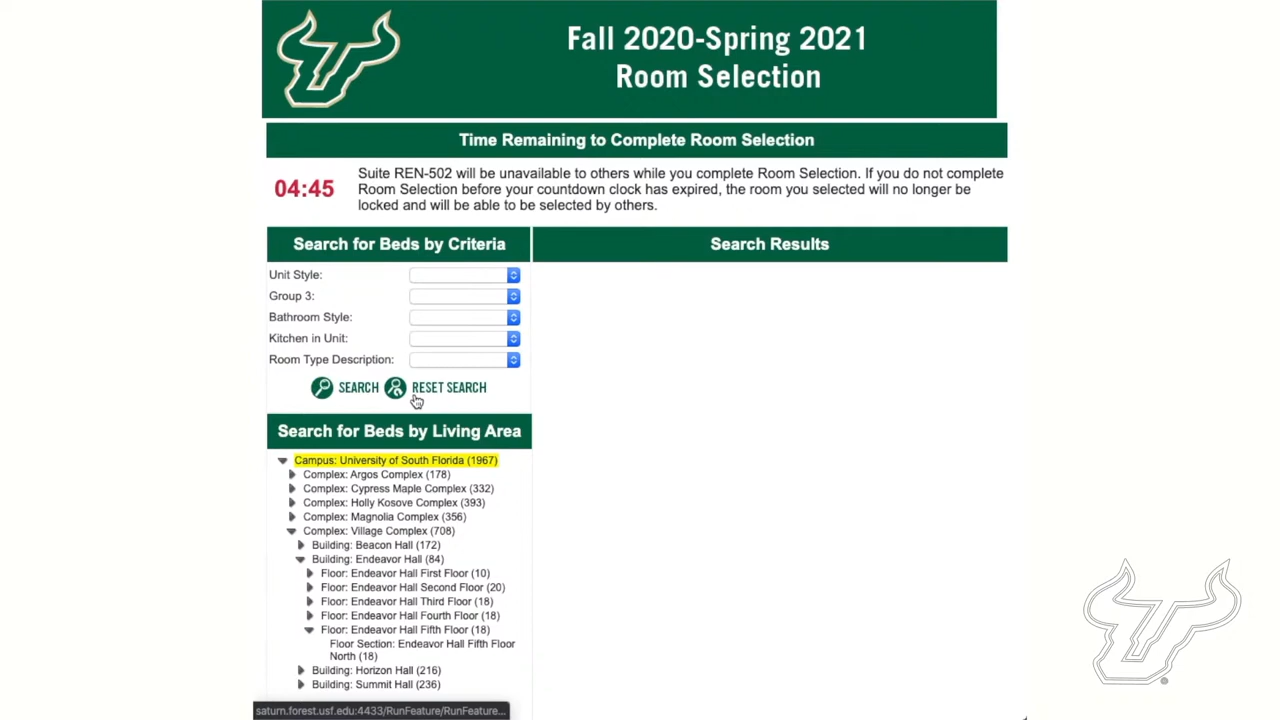 Fall 2020-Spring 2021
Room Selection
Time Remaining to Complete Room Selection
04:45
Suite REN-502 will be unavailable to others while you complete Room Selection. If you do not complete
Room Selection before your countdown clock has expired, the room you selected will no longer be
locked and will be able to be selected by others.
Search for Beds by Criteria
Search Results
Unit Style:
Group 3:
Bathroom Style:
Kitchen in Unit:
Room Type Description:
SEARCH
RESET SEARCH
Search for Beds by Living Area
Campus: University of South Florida (1967)
Complex: Argos Complex (178)
Complex: Cypress Maple Complex (332)
Complex: Holly Kosove Complex (393)
Complex: Magnolia Complex (356)
Complex: Village Complex (708)
Building: Beacon Hall (172)
Building: Endeavor Hall (84)
Floor: Endeavor Hall First Floor (10)
Floor: Endeavor Hall Second Floor (20)
Floor: Endeavor Hall Third Floor (18)
Floor: Endeavor Hall Fourth Floor (18)
Floor: Endeavor Hall Fifth Floor (18)
Floor Section: Endeavor Hall Fifth Floor
North (18)
Building: Horizon Hall (216)
Building: Summit Hall (236)
saturn.forest.usf.edu:4433/RunFeature/RunFeature...
®